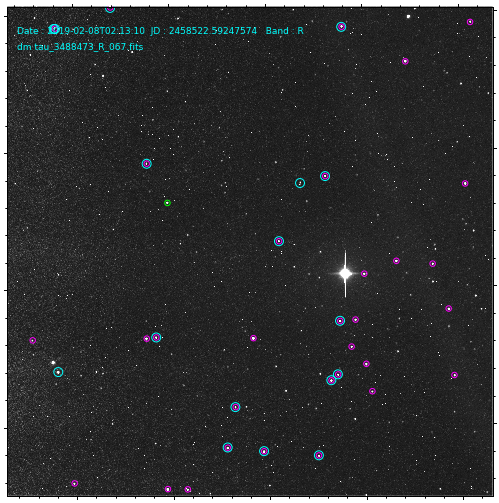 Date : 2019-02-08T02:13:10 JD : 2458522.59247574 Band : R
dm tau_3488473_R_067.fits